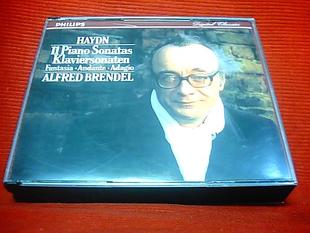 PHILIPS
Digital Classics
HAYDN
11 Piano Sonatas
Klaviersonaten
Fantasia · Andante · Adagio
ALFRED BRENDEL